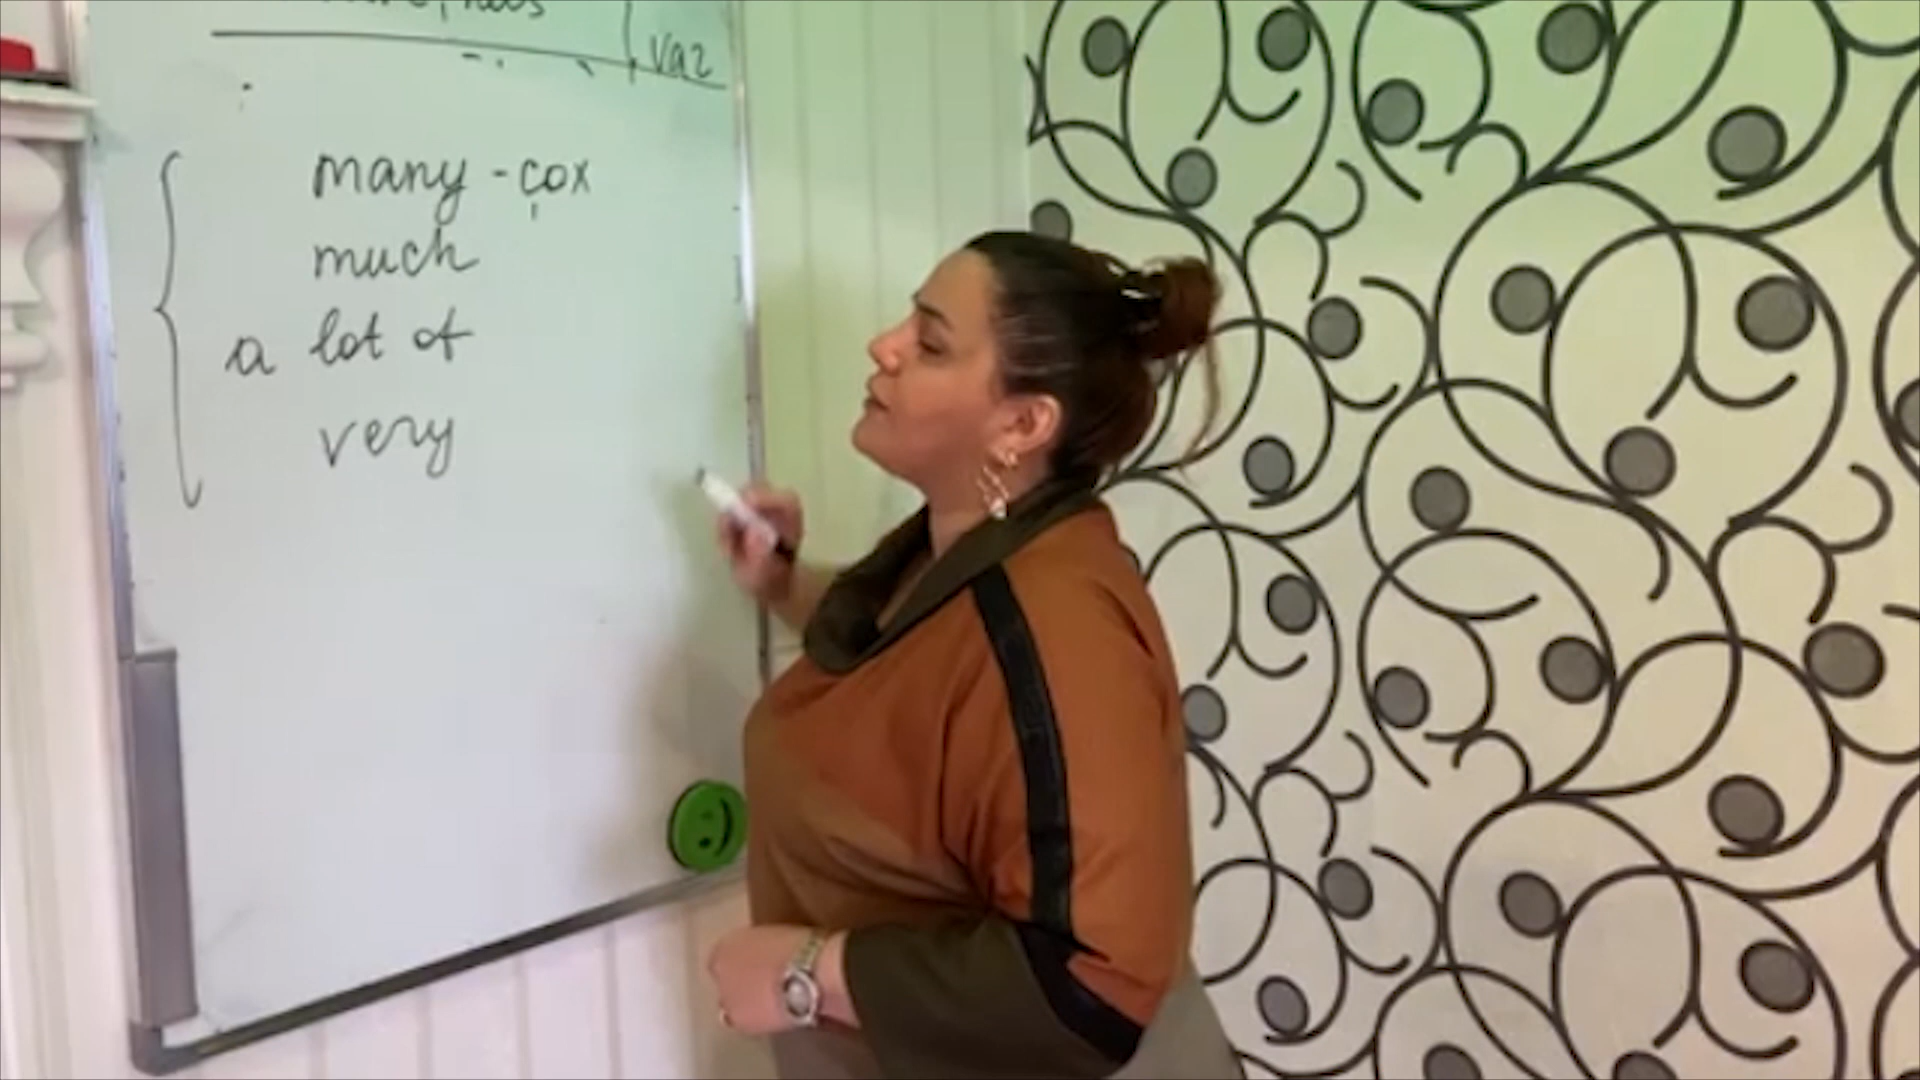 var
many - çox
much
a lot of
very